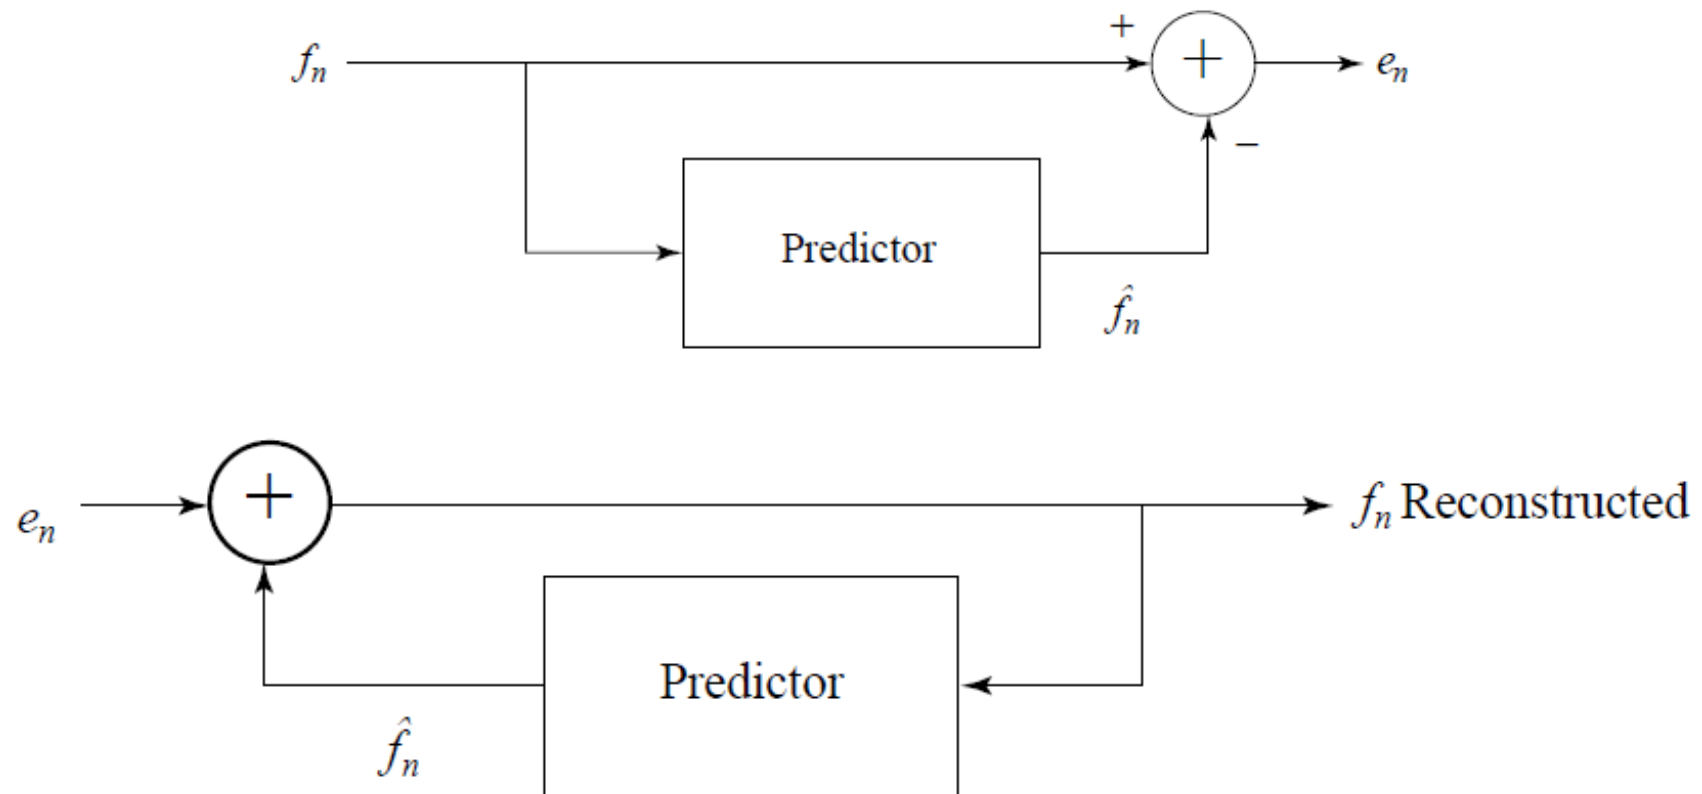 +
fₙ + eₙ
−
Predictor
f̂ₙ
+
eₙ fₙ Reconstructed
Predictor
f̂ₙ